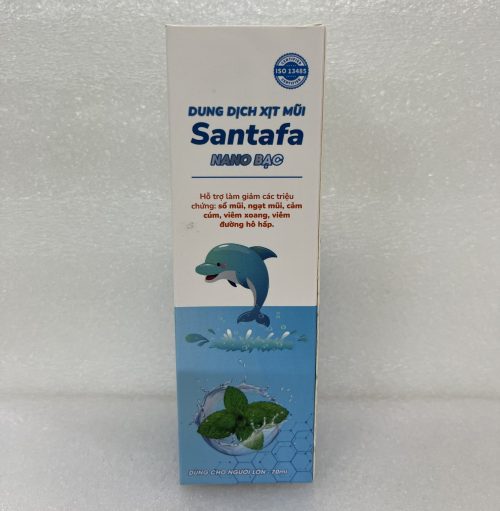 CERTIFIED
ISO 13485
DUNG DỊCH XỊT MŨI
Santafa
NANO BẠC
Hỗ trợ làm giảm các triệu
chứng: sổ mũi, ngạt mũi, cảm
cúm, viêm xoang, viêm
đường hô hấp.
DÙNG CHO NGƯỜI LỚN - 70ml